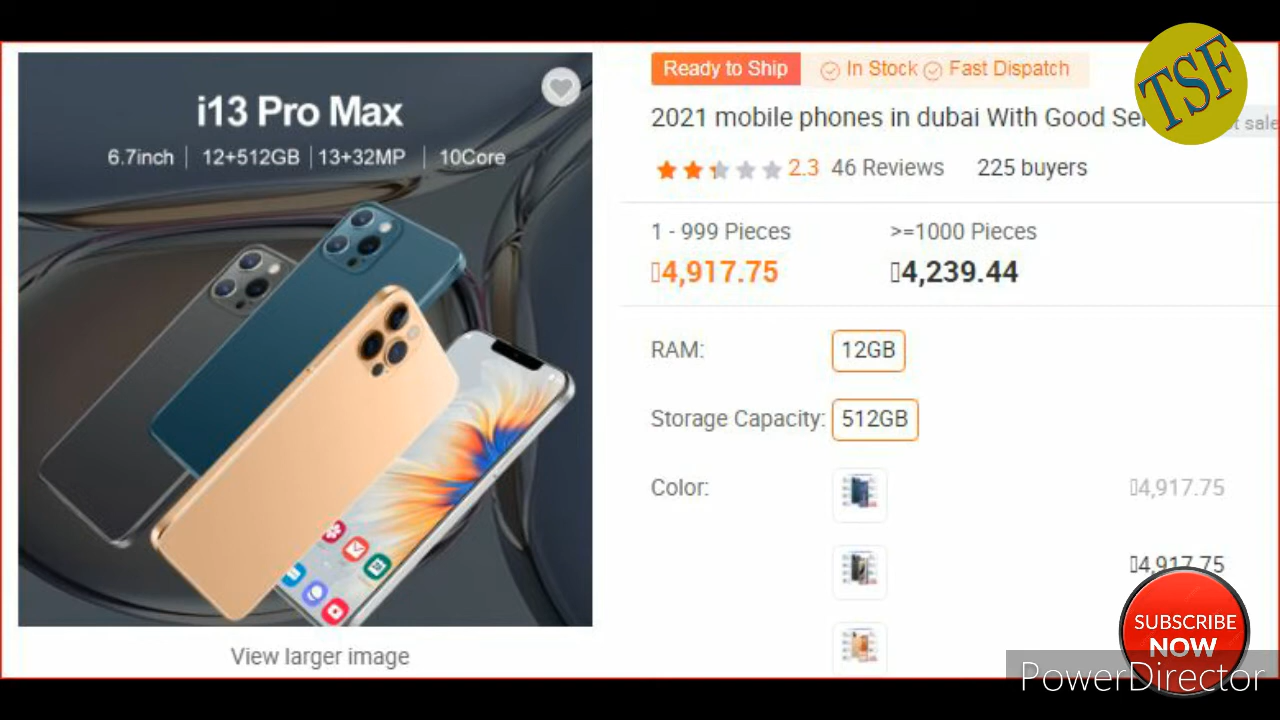 i13 Pro Max
6.7inch | 12+512GB | 13+32MP | 10Core
View larger image
Ready to Ship In Stock Fast Dispatch
2021 mobile phones in dubai With Good
2.3 46 Reviews 225 buyers
1 - 999 Pieces >=1000 Pieces
4,917.75 4,239.44
RAM: 12GB
Storage Capacity: 512GB
Color: 4,917.75
4,917.75
TSF
SUBSCRIBE
NOW
PowerDirector